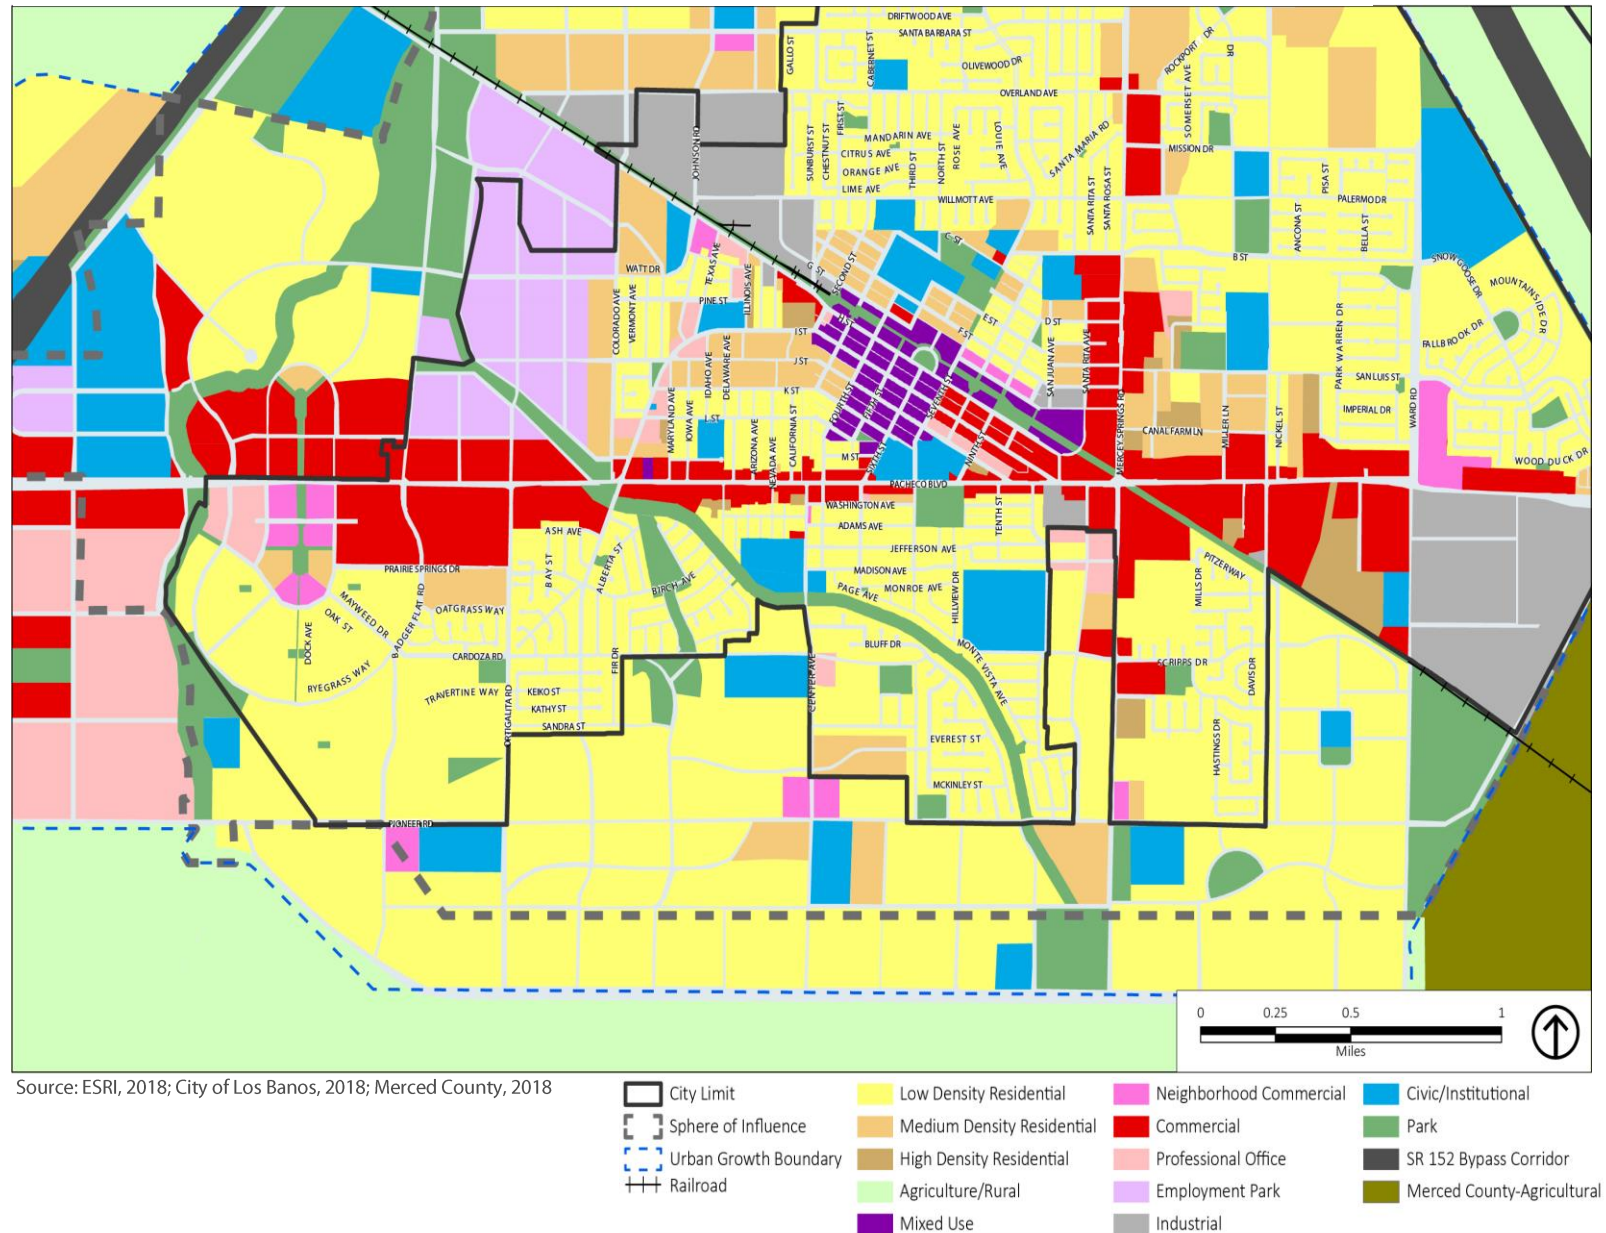 DRIFTWOOD AVE
SANTA BARBARA ST
GALLO ST
CABERNET ST
OLIVEWOOD DR
ROCKPORT DR
DR
OVERLAND AVE
SOMERSET AVE
JOHNSON RD
SUNBURST ST
CHESTNUT ST
FIRST ST
MANDARIN AVE
CITRUS AVE
ORANGE AVE
LIME AVE
THIRD ST
NORTH ST
ROSE AVE
LOUIE AVE
SANTA MARIA RD
MISSION DR
WILLMOTT AVE
SANTA RITA ST
SANTA ROSA ST
PISA ST
PALERMO DR
ANCONA ST
BELLA ST
C ST
B ST
G ST
SECOND ST
WATT DR
TEXAS AVE
ILLINOIS AVE
SNOW GOOSE DR
MOUNTAINSIDE DR
FALLBROOK DR
COLORADO AVE
VERMONT AVE
PINE ST
H ST
I ST
J ST
K ST
L ST
M ST
F ST
E ST
D ST
IDAHO AVE
DELAWARE AVE
SAN JUAN AVE
SANTA RITA AVE
PARK WARREN DR
SAN LUIS ST
IMPERIAL DR
MARYLAND AVE
IOWA AVE
ARIZONA AVE
NEVADA AVE
CALIFORNIA ST
FOURTH ST
FIFTH ST
SIXTH ST
SEVENTH ST
NINTH ST
MERCEY SPRINGS RD
CANAL FARM LN
MILLER LN
NICKEL ST
WARD RD
WOOD DUCK DR
PACHECO BLVD
WASHINGTON AVE
ADAMS AVE
TENTH ST
ASH AVE
BAY ST
ALBERTA ST
BIRCH AVE
JEFFERSON AVE
MADISON AVE
MONROE AVE
PAGE AVE
HILLVIEW DR
PITZER WAY
MILLS DR
PRAIRIE SPRINGS DR
MAYWEED DR
OAK ST
DOCK AVE
RYEGRASS WAY
BADGER FLAT RD
OATGRASS WAY
CARDOZA RD
TRAVERTINE WAY
ORTIGALITA RD
KEIKO ST
KATHY ST
SANDRA ST
FIR DR
CENTER AVE
BLUFF DR
MONTE VISTA AVE
EVEREST ST
MCKINLEY ST
SCRIPPS DR
DAVIS DR
HASTINGS DR
PIONEER RD
0 0.25 0.5 1
Miles
Source: ESRI, 2018; City of Los Banos, 2018; Merced County, 2018
City Limit
Sphere of Influence
Urban Growth Boundary
Railroad
Low Density Residential
Medium Density Residential
High Density Residential
Agriculture/Rural
Mixed Use
Neighborhood Commercial
Commercial
Professional Office
Employment Park
Industrial
Civic/Institutional
Park
SR 152 Bypass Corridor
Merced County-Agricultural